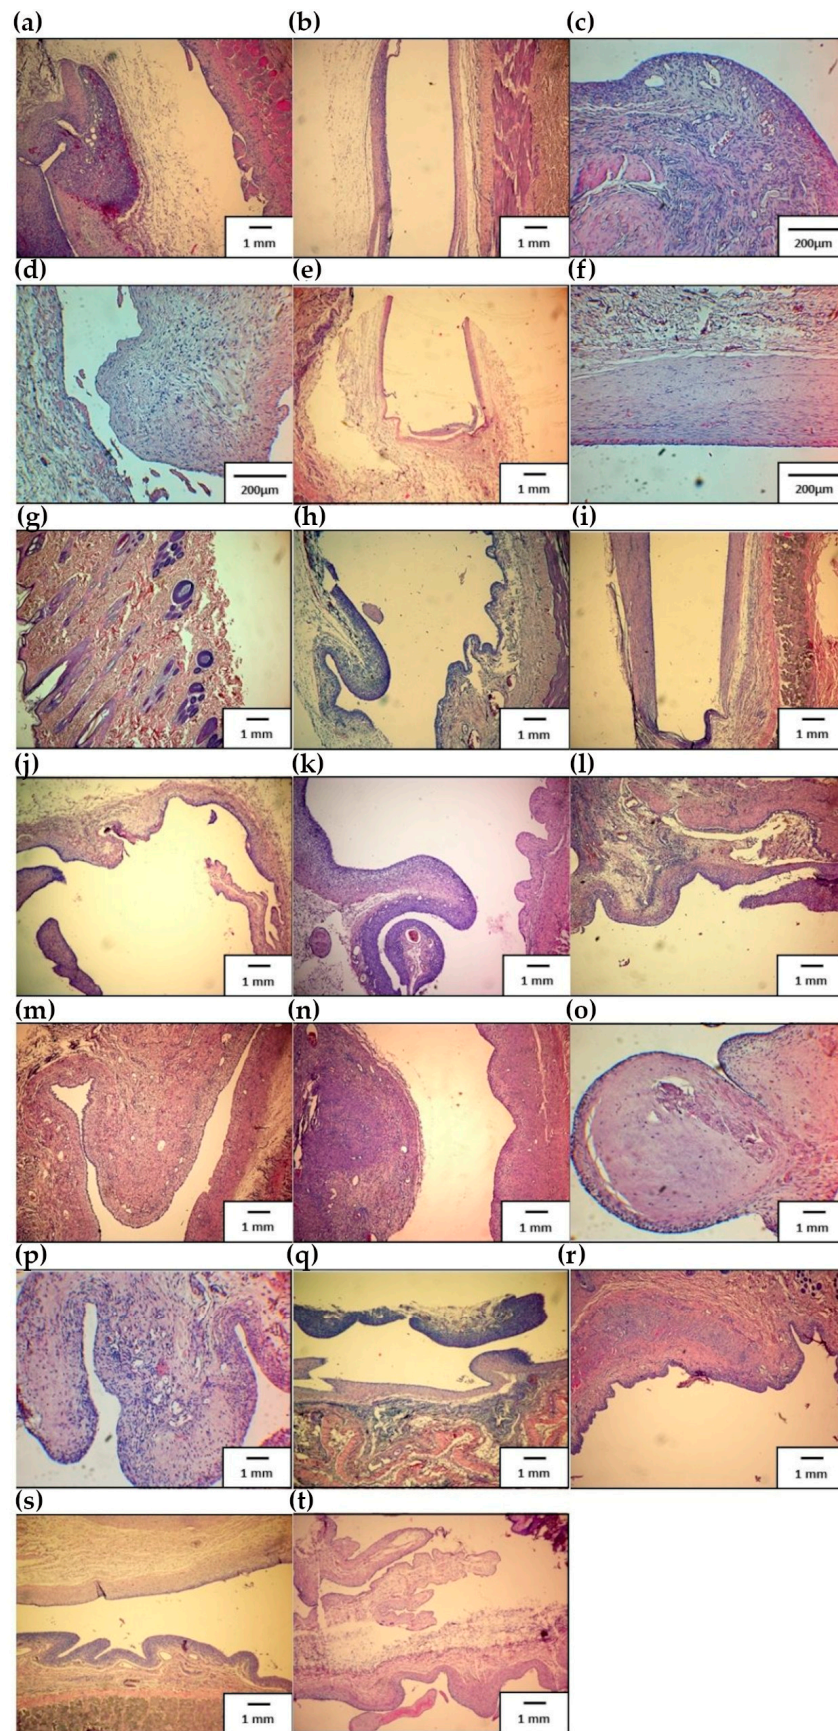 (a) (b) (c)
1 mm 1 mm 200μm
(d) (e) (f)
200μm 1 mm 200μm
(g) (h) (i)
1 mm 1 mm 1 mm
(j) (k) (l)
1 mm 1 mm 1 mm
(m) (n) (o)
1 mm 1 mm 1 mm
(p) (q) (r)
1 mm 1 mm 1 mm
(s) (t)
1 mm 1 mm